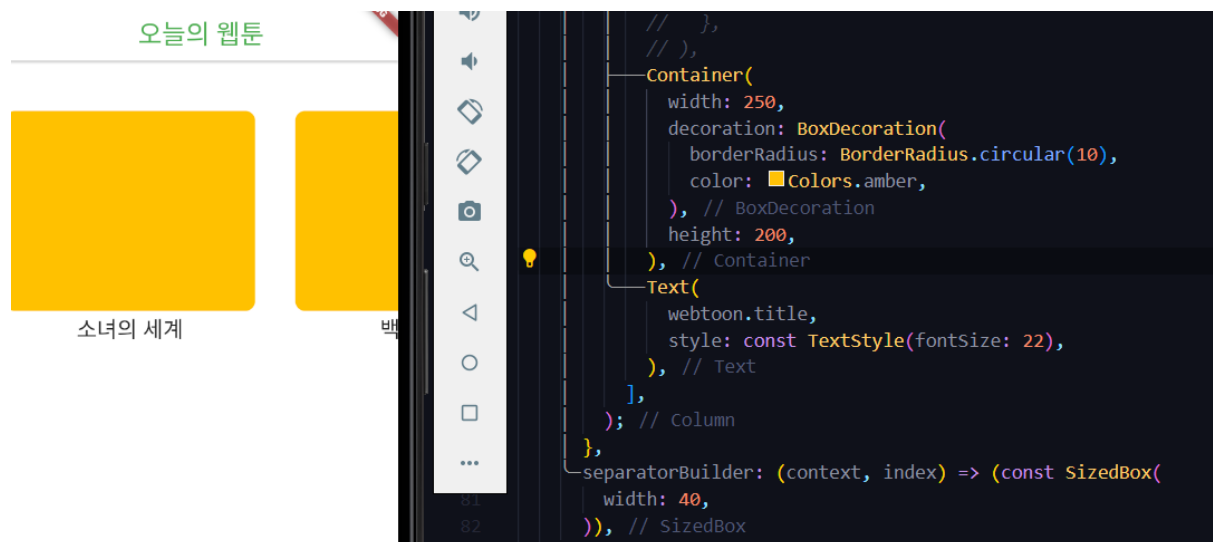 오늘의 웹툰
소녀의 세계
백
//   },
// ),
Container(
width: 250,
decoration: BoxDecoration(
borderRadius: BorderRadius.circular(10),
color: Colors.amber,
), // BoxDecoration
height: 200,
), // Container
Text(
webtoon.title,
style: const TextStyle(fontSize: 22),
), // Text
],
); // Column
},
separatorBuilder: (context, index) => (const SizedBox(
81 width: 40,
82 )), // SizedBox